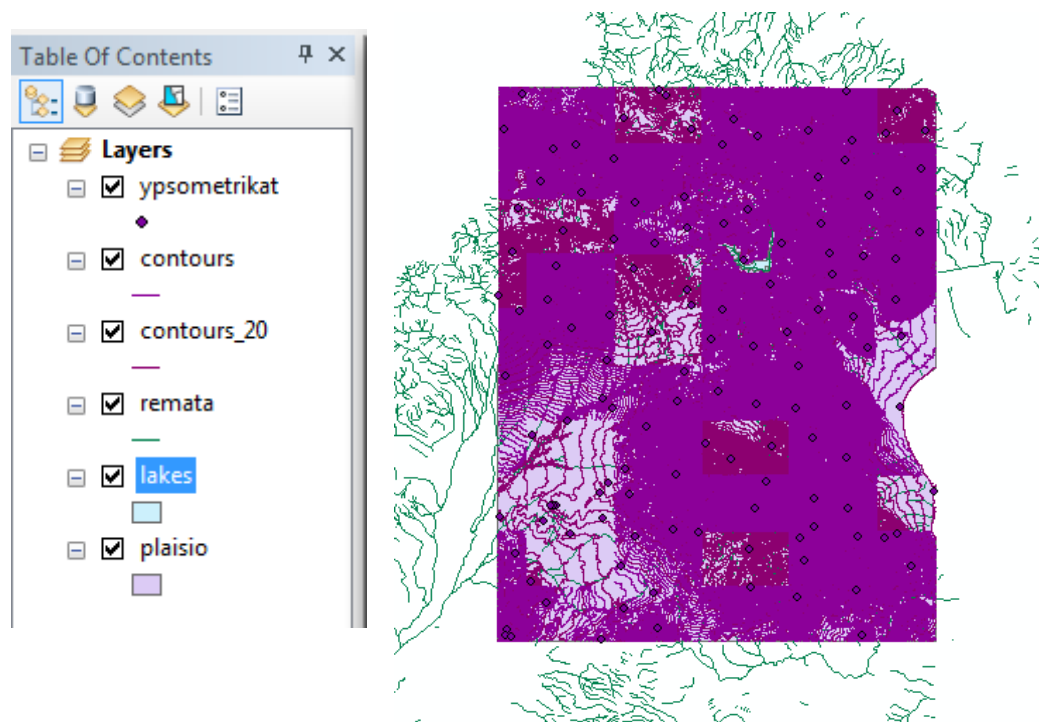 Table Of Contents
Layers
ypsometrikat
contours
contours_20
remata
lakes
plaisio